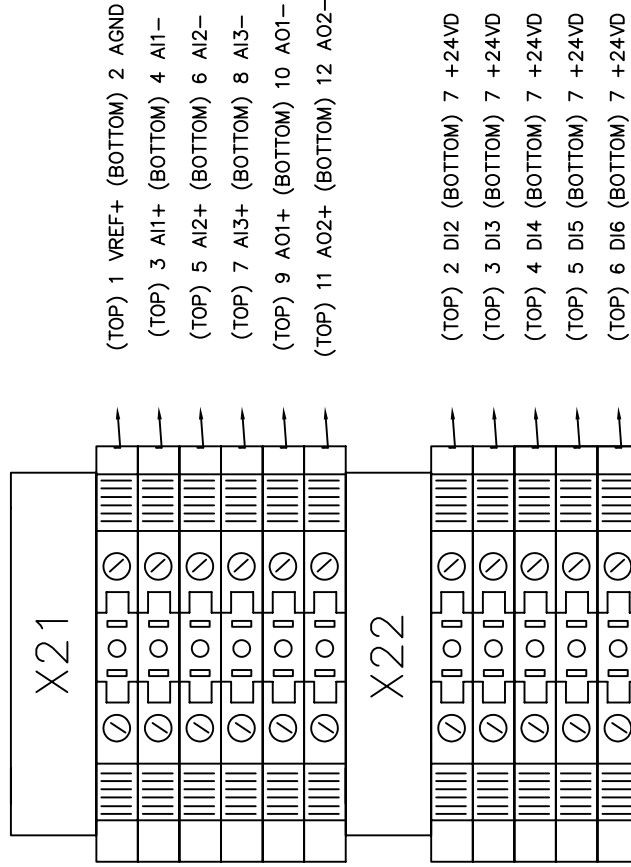 X21
(TOP) 1 VREF+ (BOTTOM) 2 AGND
(TOP) 3 AI1+ (BOTTOM) 4 AI1-
(TOP) 5 AI2+ (BOTTOM) 6 AI2-
(TOP) 7 AI3+ (BOTTOM) 8 AI3-
(TOP) 9 AO1+ (BOTTOM) 10 AO1-
(TOP) 11 AO2+ (BOTTOM) 12 AO2-
X22
(TOP) 2 DI2 (BOTTOM) 7 +24VD
(TOP) 3 DI3 (BOTTOM) 7 +24VD
(TOP) 4 DI4 (BOTTOM) 7 +24VD
(TOP) 5 DI5 (BOTTOM) 7 +24VD
(TOP) 6 DI6 (BOTTOM) 7 +24VD